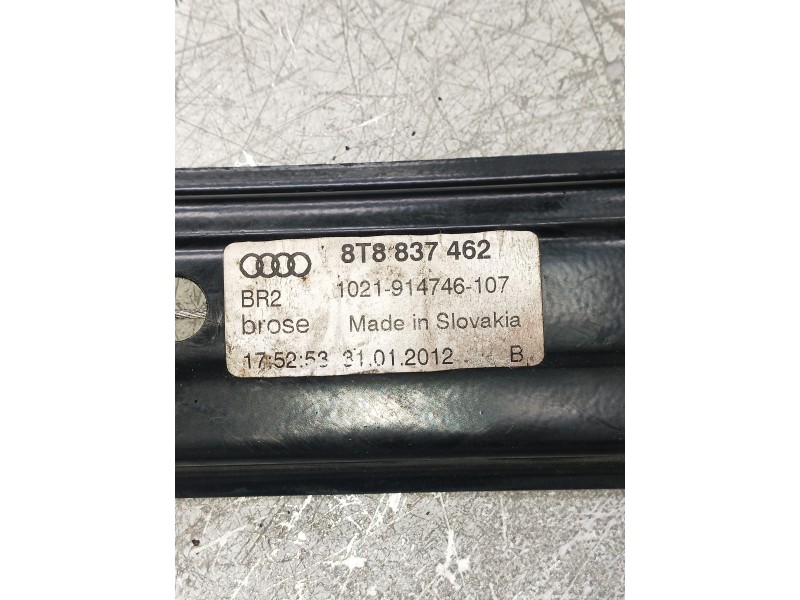 8T8 837 462
BR2 1021-914746-107
brose Made in Slovakia
17:52:53 31.01.2012 B